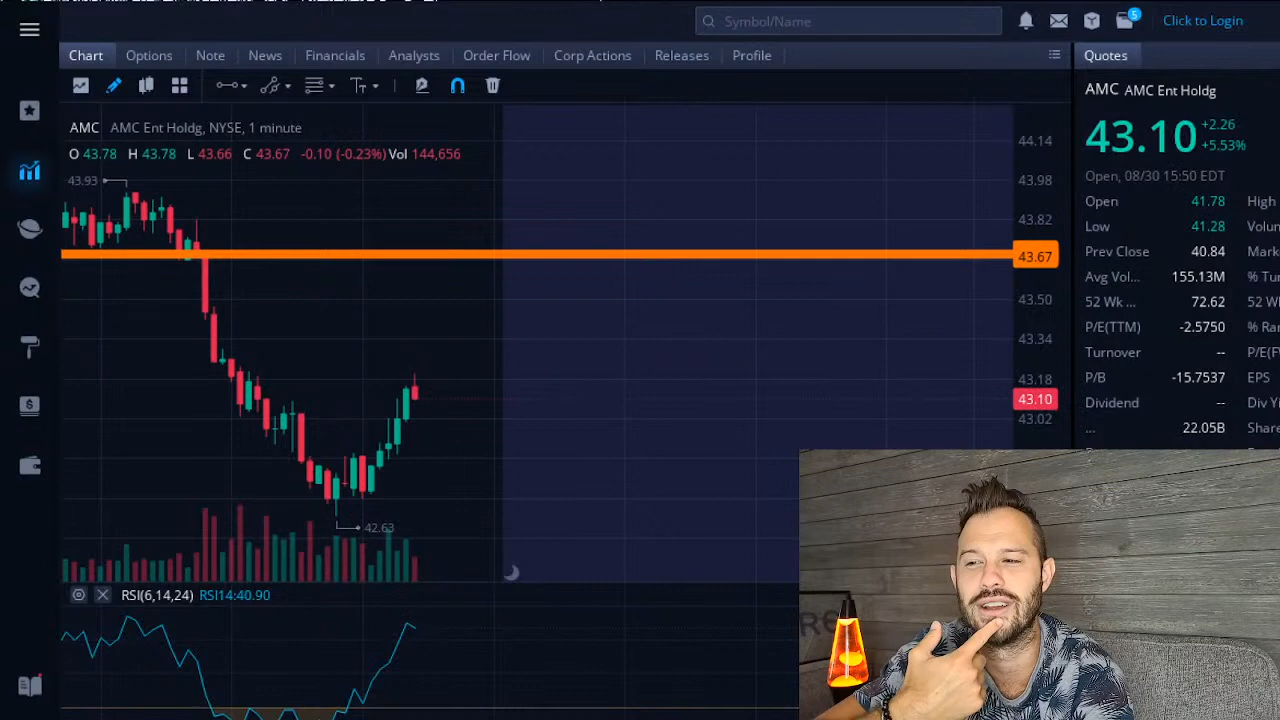 Symbol/Name
5
Click to Login
Chart Options Note News Financials Analysts Order Flow Corp Actions Releases Profile
Quotes
AMC AMC Ent Holdg, NYSE, 1 minute
O 43.78 H 43.78 L 43.66 C 43.67 -0.10 (-0.23%) Vol 144,656
43.93
42.63
44.14
43.98
43.82
43.67
43.50
43.34
43.18
43.10
43.02
RSI(6,14,24) RSI14:40.90
AMC AMC Ent Holdg
43.10 +2.26
+5.53%
Open, 08/30 15:50 EDT
Open 41.78 High
Low 41.28
Prev Close 40.84
Avg Vol... 155.13M
52 Wk ... 72.62 52 W
P/E(TTM) -2.5750
Turnover --
P/B -15.7537 EPS
Dividend --
... 22.05B